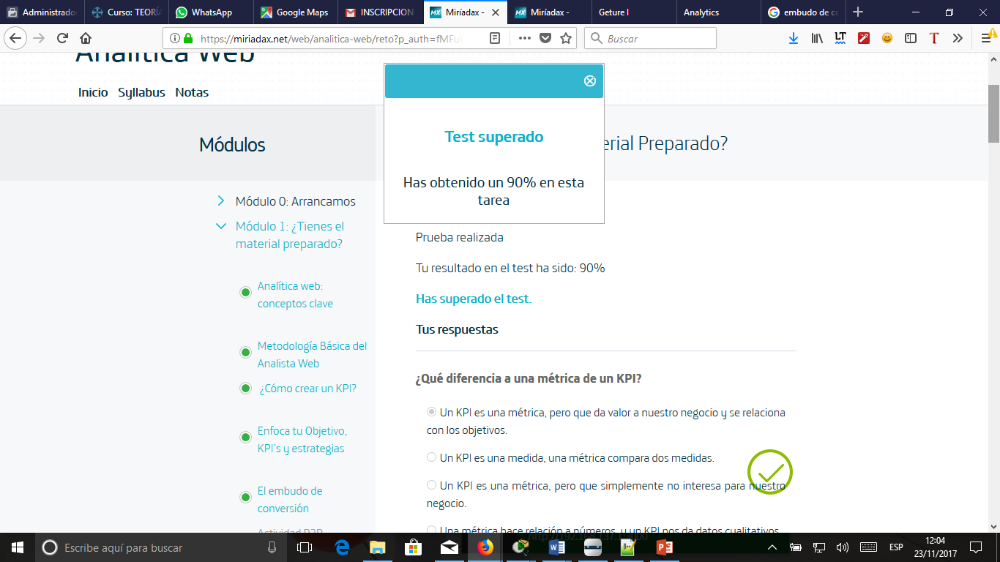 Administrado
Curso: TEORÍA
WhatsApp
Google Maps
INSCRIPCION
Miríadax -
Miríadax -
Geture I
Analytics
embudo de co
https://miriadax.net/web/analitica-web/reto?p_auth=fMFu
Buscar
Analítica Web
Inicio Syllabus Notas
Módulos
erial Preparado?
Test superado
Has obtenido un 90% en esta
tarea
Módulo 0: Arrancamos
Módulo 1: ¿Tienes el
material preparado?
Analítica web:
conceptos clave
Metodología Básica del
Analista Web
¿Cómo crear un KPI?
Enfoca tu Objetivo,
KPI's y estrategias
El embudo de
conversión
Actividad P2P
Prueba realizada
Tu resultado en el test ha sido: 90%
Has superado el test.
Tus respuestas
¿Qué diferencia a una métrica de un KPI?
Un KPI es una métrica, pero que da valor a nuestro negocio y se relaciona
con los objetivos.
Un KPI es una medida, una métrica compara dos medidas.
Un KPI es una métrica, pero que simplemente no interesa para nuestro
negocio.
Una métrica hace relación a números, y un KPI nos da datos cualitativos.
Escribe aquí para buscar
ESP
12:04
23/11/2017